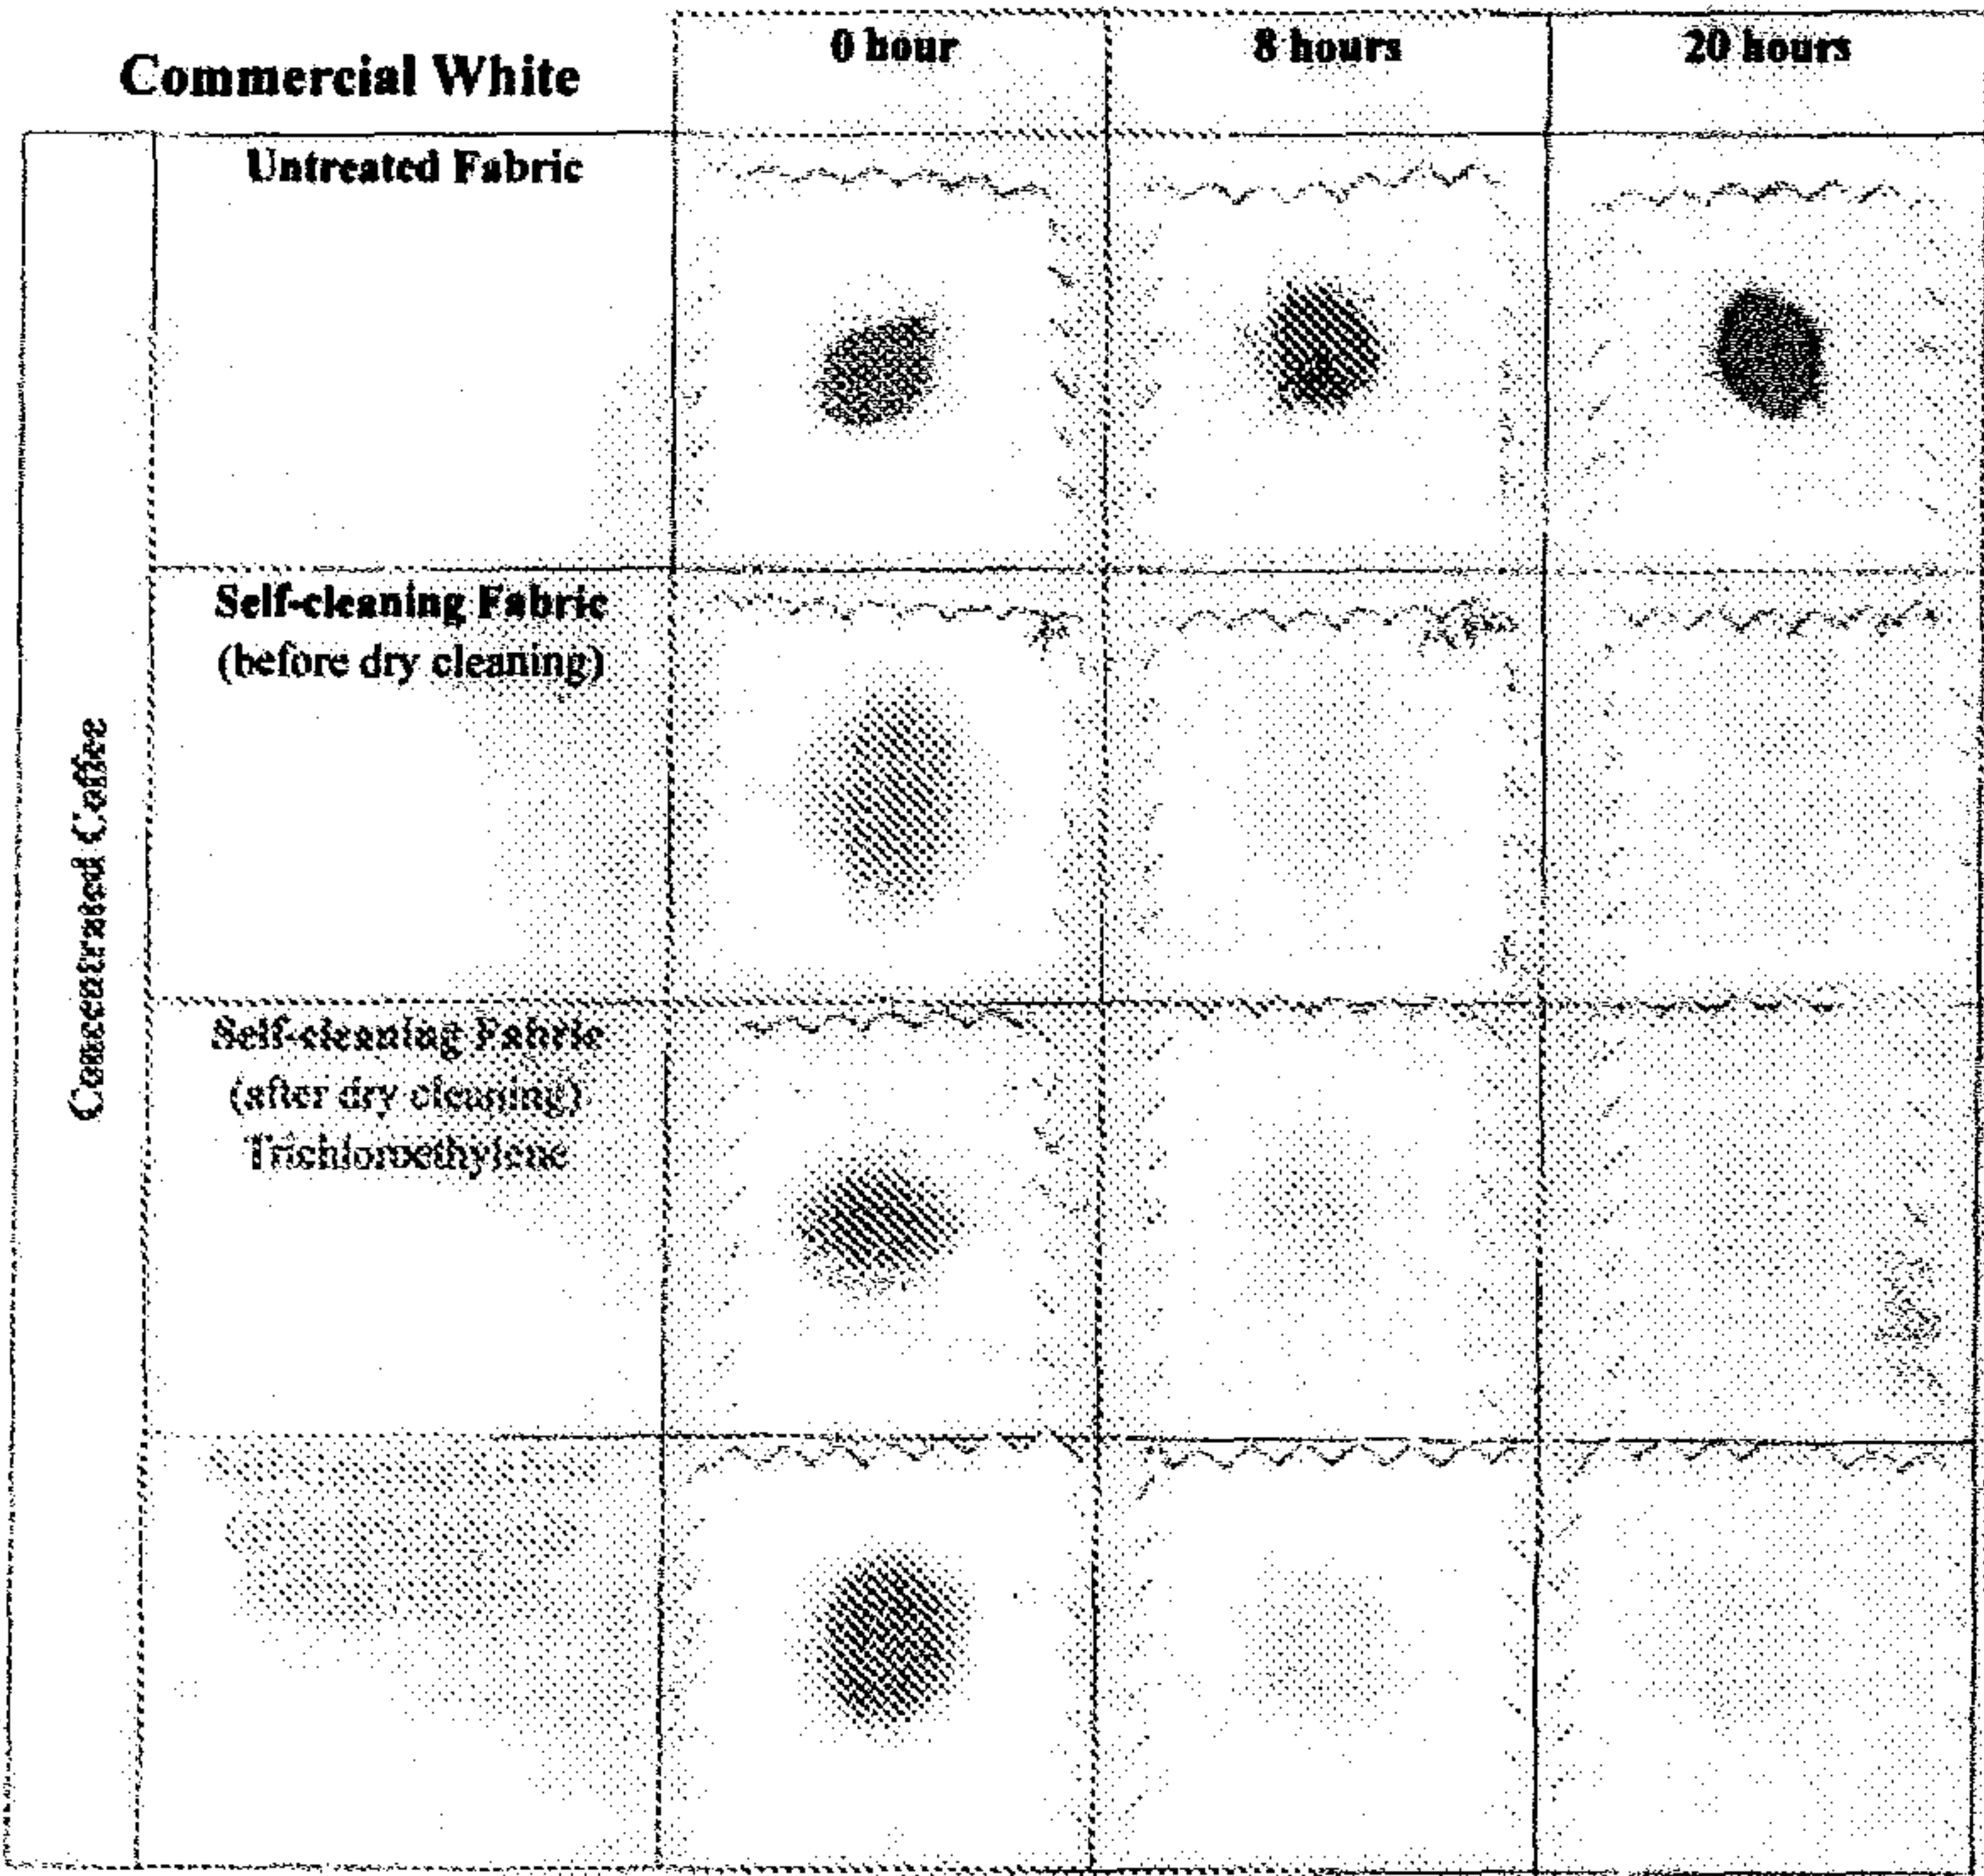 Commercial White
0 hour
8 hours
20 hours
Concentrated Coffee
Untreated Fabric
Self-cleaning Fabric
(before dry cleaning)
Self-cleaning Fabric
(after dry cleaning)
Trichloroethylene